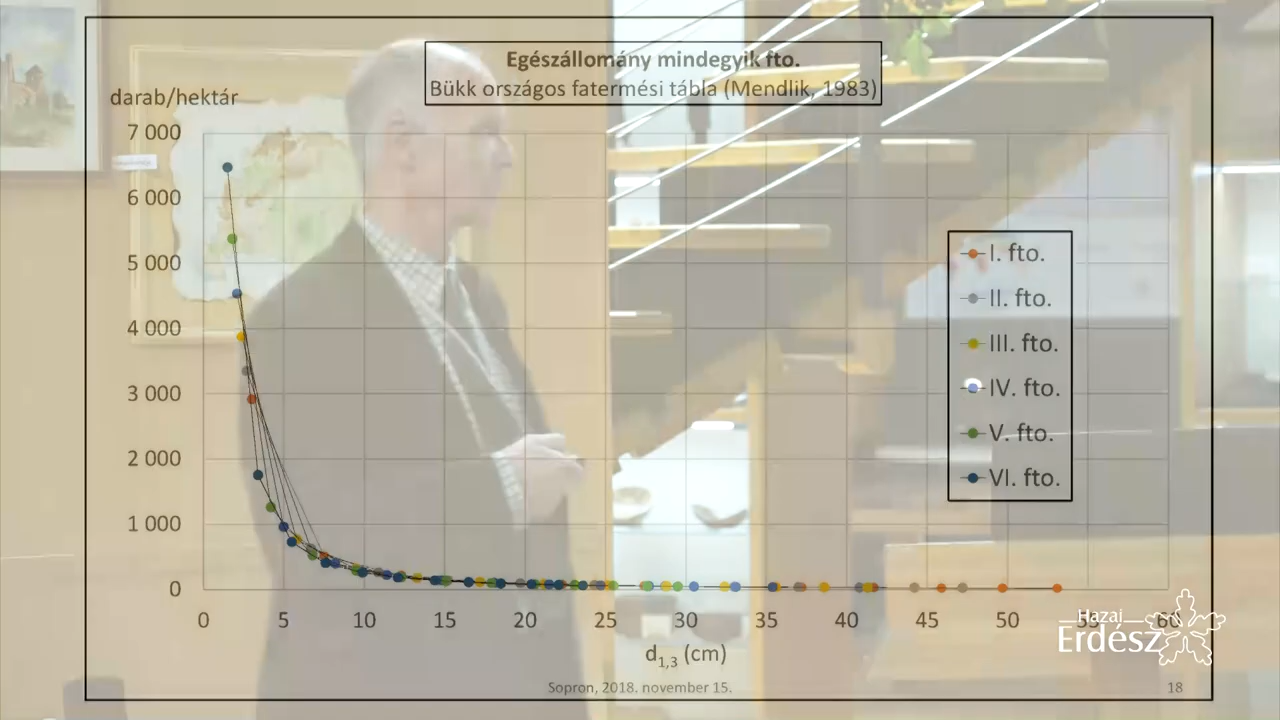 Egészállomány mindegyik fto.
Bükk országos fatermési tábla (Mendlik, 1983)
darab/hektár
7 000
6 000
5 000
4 000
3 000
2 000
1 000
0
0 5 10 15 20 25 30 35 40 45 50 55 60
d1,3 (cm)
I. fto.
II. fto.
III. fto.
IV. fto.
V. fto.
VI. fto.
Sopron, 2018. november 15.
18
Hazai
Erdész